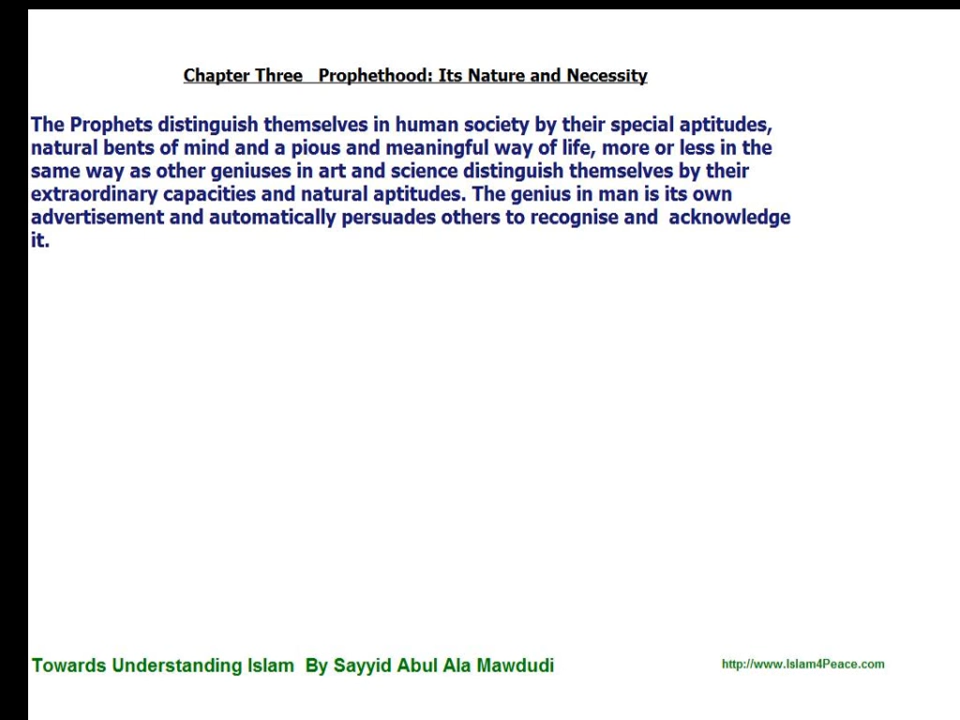 Chapter Three   Prophethood: Its Nature and Necessity
The Prophets distinguish themselves in human society by their special aptitudes,
natural bents of mind and a pious and meaningful way of life, more or less in the
same way as other geniuses in art and science distinguish themselves by their
extraordinary capacities and natural aptitudes. The genius in man is its own
advertisement and automatically persuades others to recognise and  acknowledge
it.
Towards Understanding Islam  By Sayyid Abul Ala Mawdudi
http://www.Islam4Peace.com